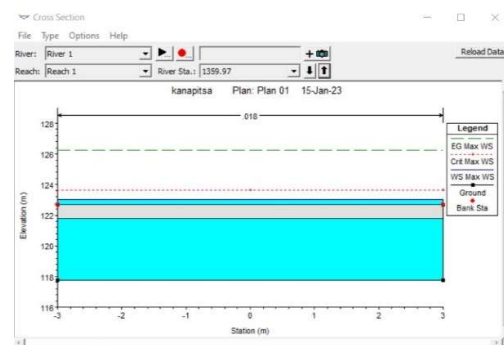 Cross Section
File Type Options Help
River: River 1
Reload Data
Reach: Reach 1 River Sta.: 1359.97
kanapitsa Plan: Plan 01 15-Jan-23
.018
128
126
124
122
120
118
116
Elevation (m)
-3 -2 -1 0 1 2 3
Station (m)
Legend
EG Max WS
Crit Max WS
WS Max WS
Ground
Bank Sta